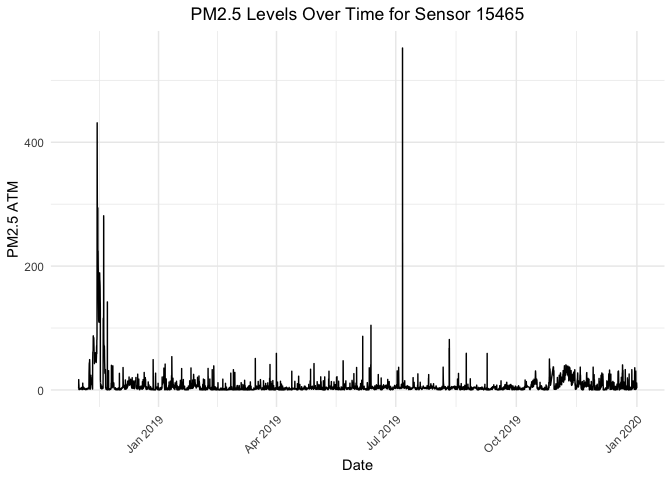 PM2.5 Levels Over Time for Sensor 15465
PM2.5 ATM
400
200
0
Jan 2019
Apr 2019
Jul 2019
Oct 2019
Jan 2020
Date